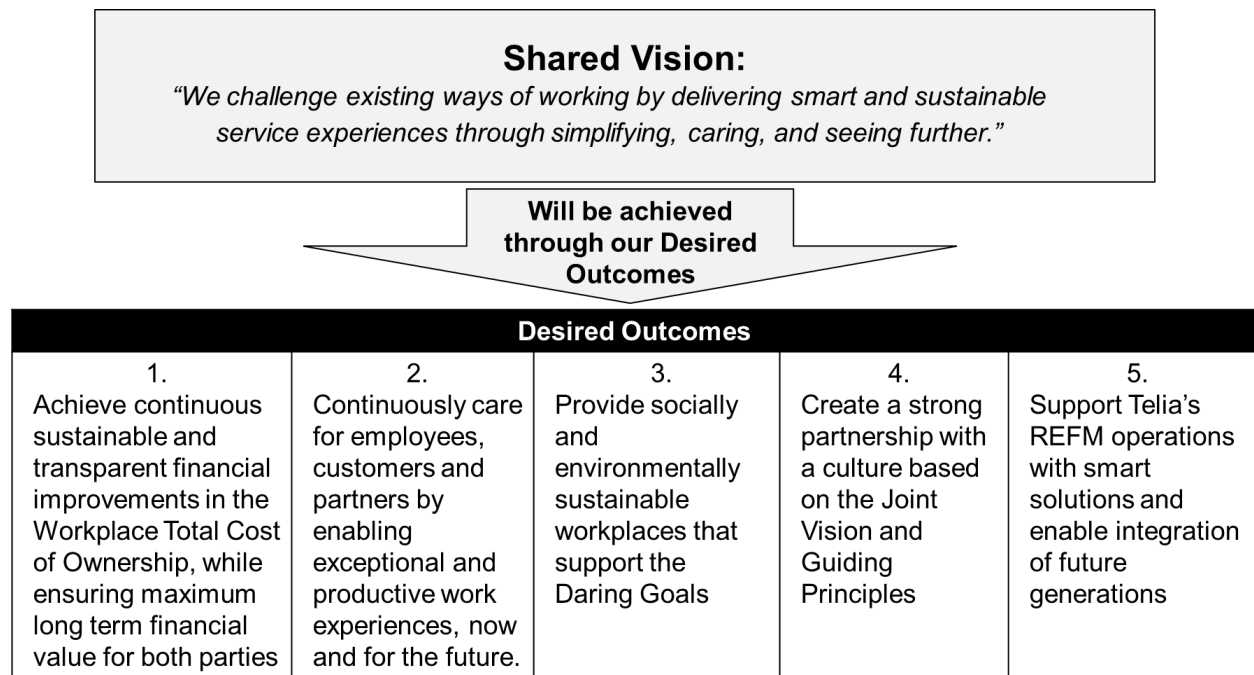 Shared Vision:
“We challenge existing ways of working by delivering smart and sustainable
service experiences through simplifying, caring, and seeing further.”
Will be achieved
through our Desired
Outcomes
Desired Outcomes
1.
Achieve continuous
sustainable and
transparent financial
improvements in the
Workplace Total Cost
of Ownership, while
ensuring maximum
long term financial
value for both parties
2.
Continuously care
for employees,
customers and
partners by
enabling
exceptional and
productive work
experiences, now
and for the future.
3.
Provide socially
and
environmentally
sustainable
workplaces that
support the
Daring Goals
4.
Create a strong
partnership with
a culture based
on the Joint
Vision and
Guiding
Principles
5.
Support Telia’s
REFM operations
with smart
solutions and
enable integration
of future
generations